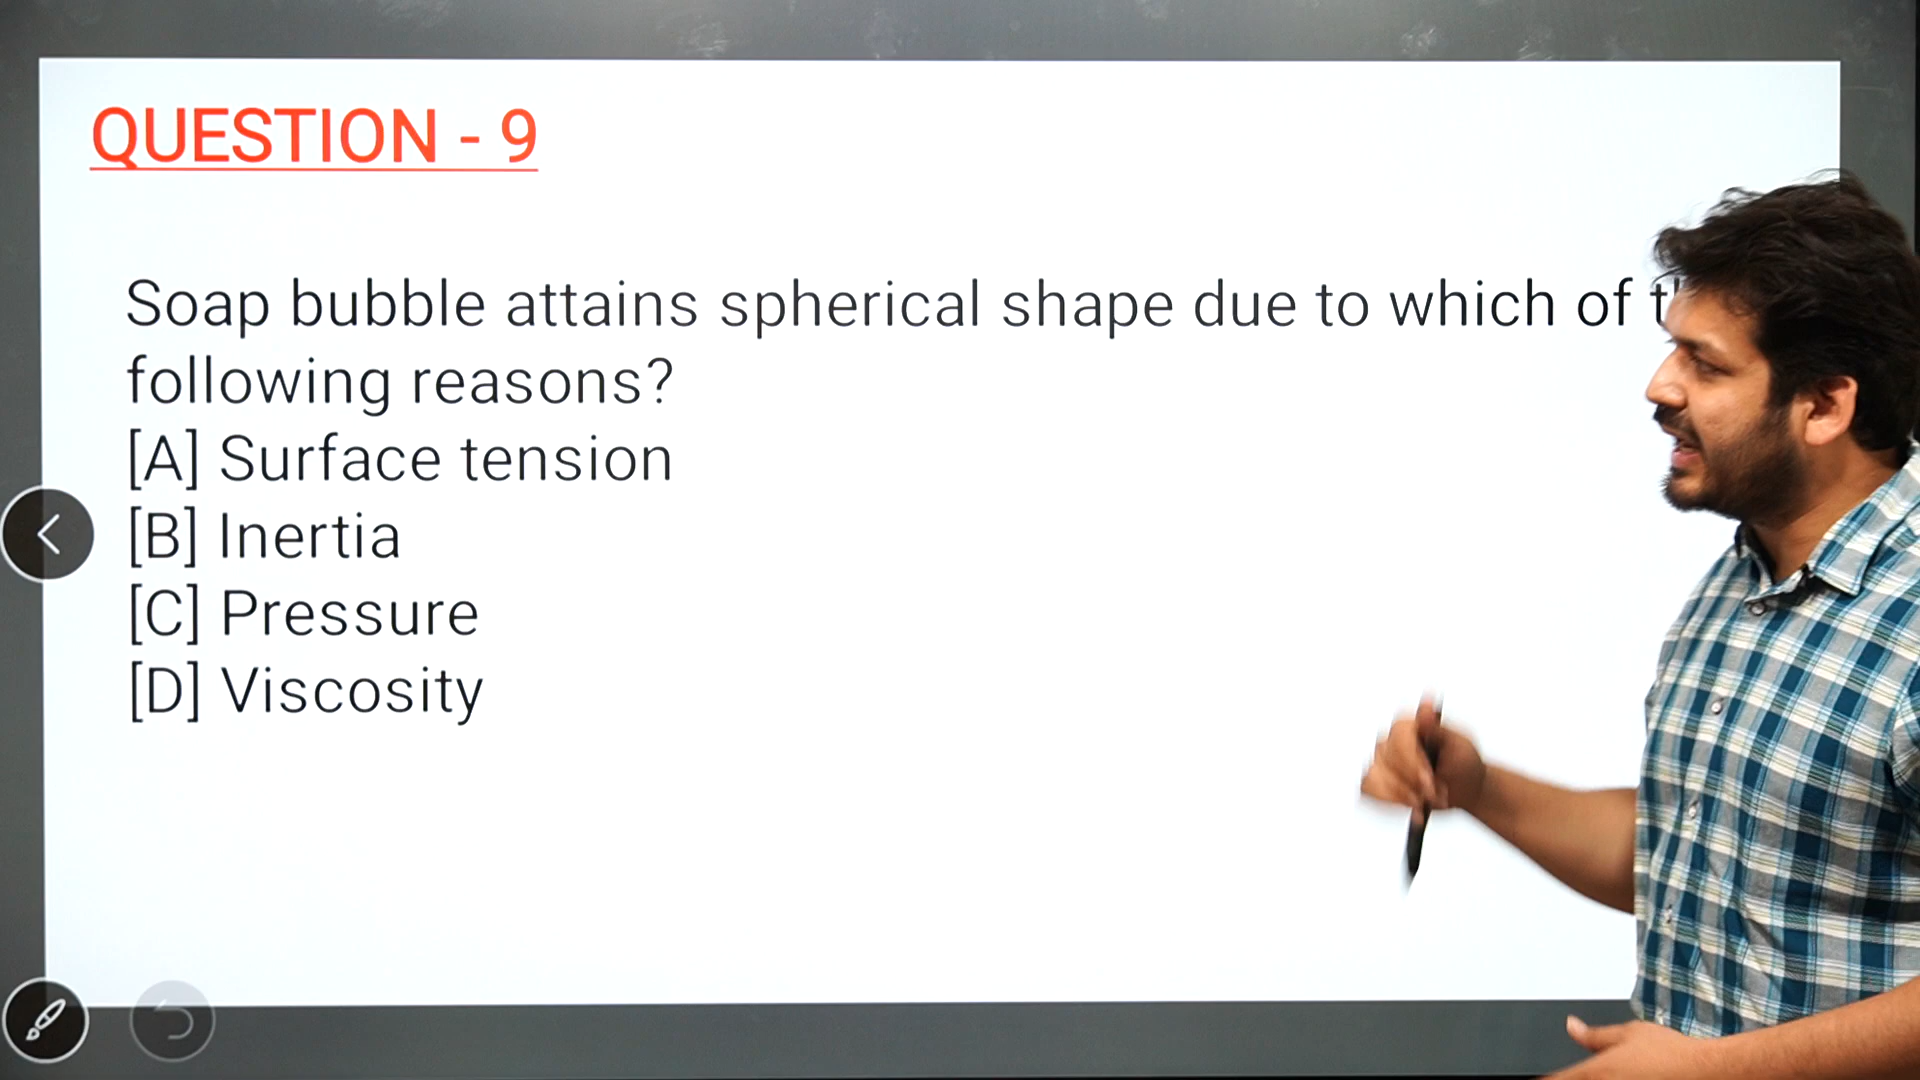 QUESTION - 9
Soap bubble attains spherical shape due to which of
following reasons?
[A] Surface tension
[B] Inertia
[C] Pressure
[D] Viscosity